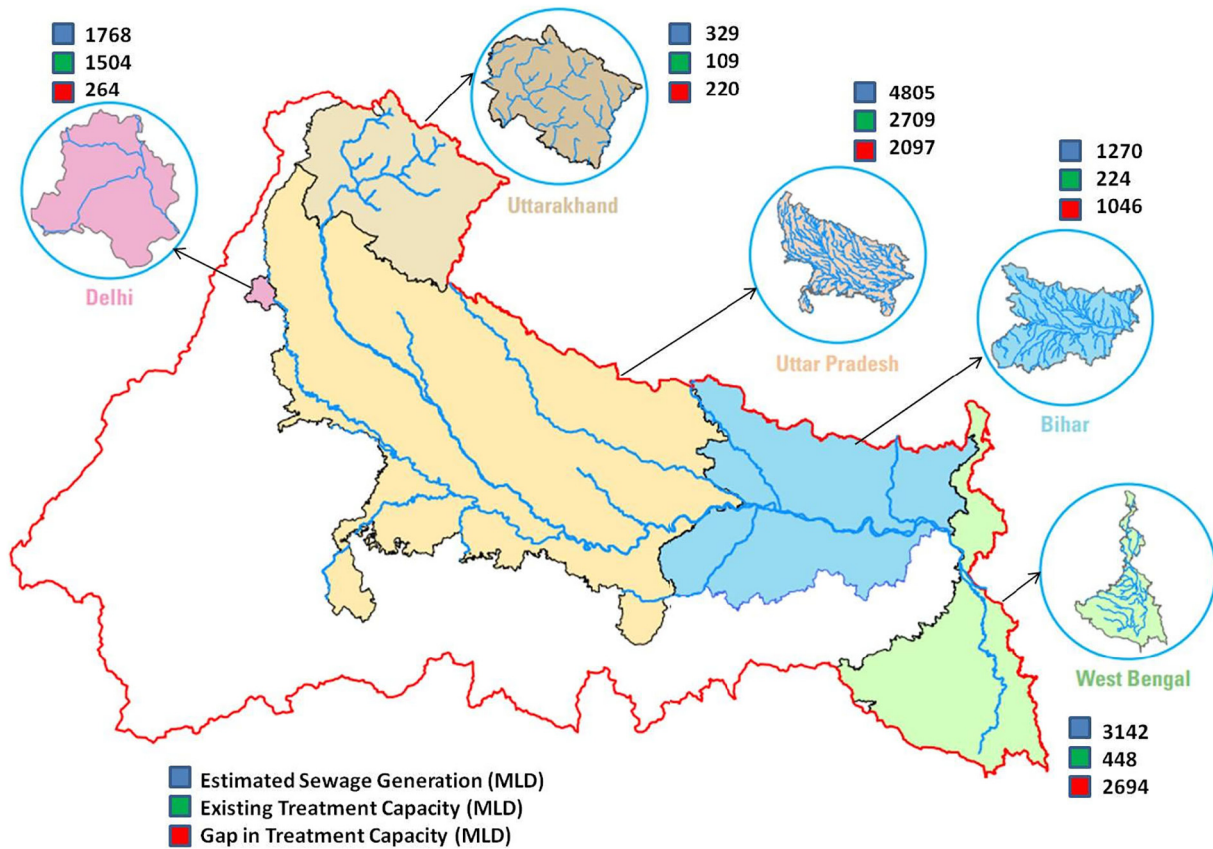 1768
1504
264
Delhi
329
109
220
Uttarakhand
4805
2709
2097
Uttar Pradesh
1270
224
1046
Bihar
West Bengal
3142
448
2694
Estimated Sewage Generation (MLD)
Existing Treatment Capacity (MLD)
Gap in Treatment Capacity (MLD)